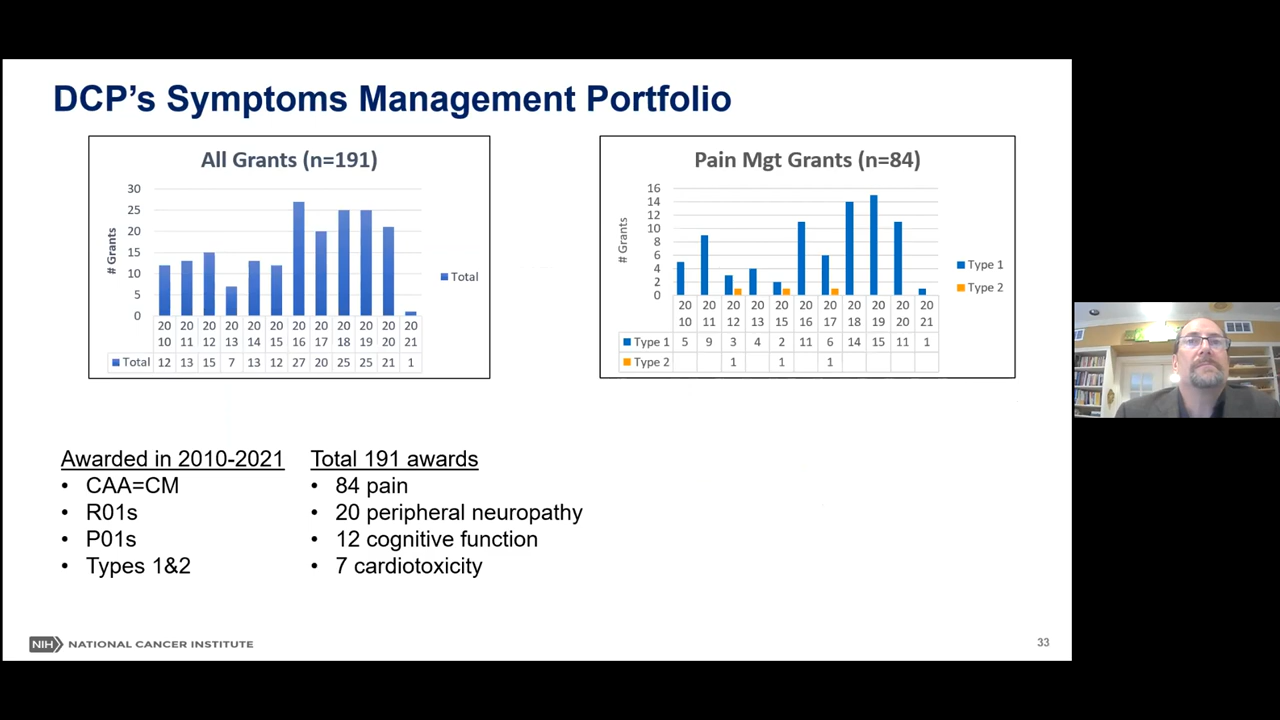 DCP's Symptoms Management Portfolio
All Grants (n=191)
30
25
20
15
10
5
0
# Grants
20 20 20 20 20 20 20 20 20 20 20 20
10 11 12 13 14 15 16 17 18 19 20 21
Total 12 13 15 7 13 12 27 20 25 25 21 1
Total
Pain Mgt Grants (n=84)
16
14
12
10
8
6
4
2
0
# Grants
20 20 20 20 20 20 20 20 20 20 20
10 11 12 13 15 16 17 18 19 20 21
Type 1 5 9 3 4 2 11 6 14 15 11 1
Type 2 1 1 1
Type 1
Type 2
Awarded in 2010-2021
• CAA=CM
• R01s
• P01s
• Types 1&2
Total 191 awards
• 84 pain
• 20 peripheral neuropathy
• 12 cognitive function
• 7 cardiotoxicity
NIH NATIONAL CANCER INSTITUTE
33